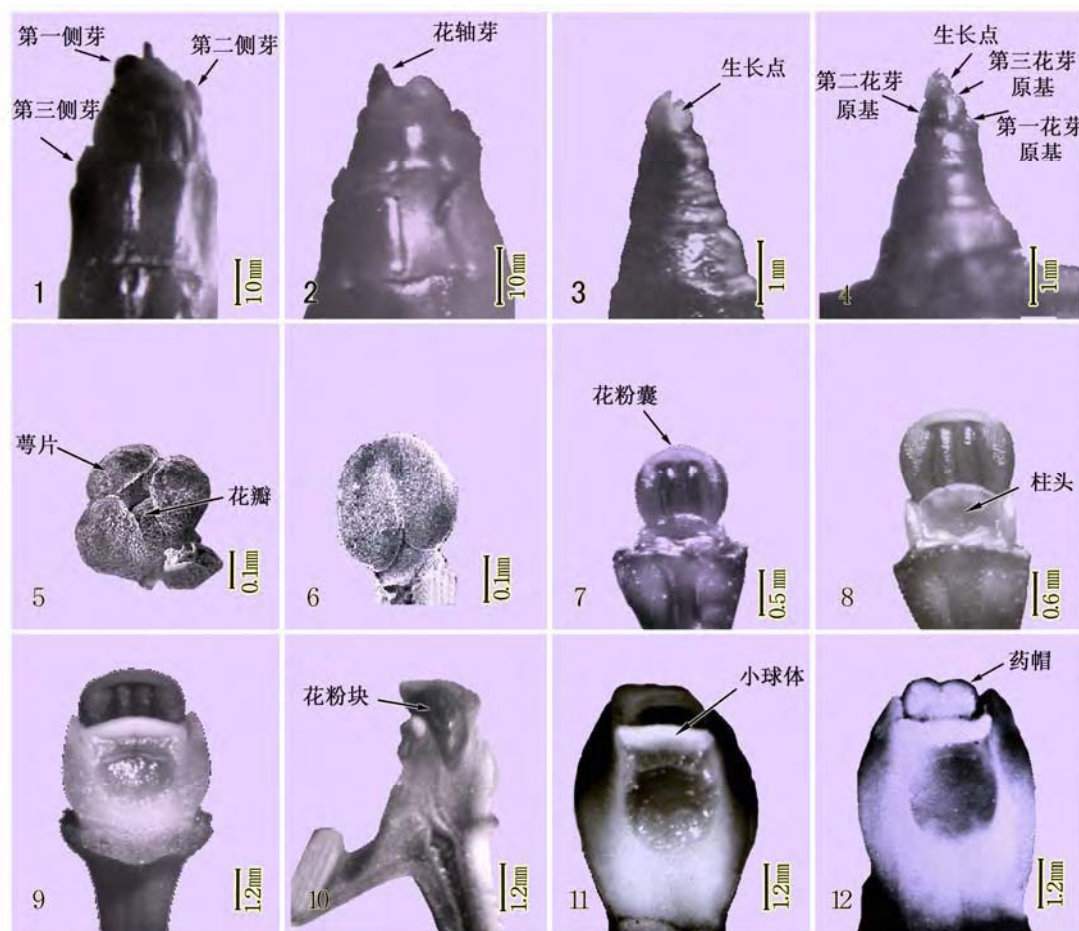 第一侧芽
第二侧芽
第三侧芽
1
10㎜
花轴芽
2
10㎜
生长点
3
1㎜
生长点
第三花芽
原基
第二花芽
原基
第一花芽
原基
4
1㎜
萼片
花瓣
5
0.1㎜
6
0.1㎜
花粉囊
7
0.5㎜
柱头
8
0.6㎜
9
1.2㎜
花粉块
10
1.2㎜
小球体
11
1.2㎜
药帽
12
1.2㎜